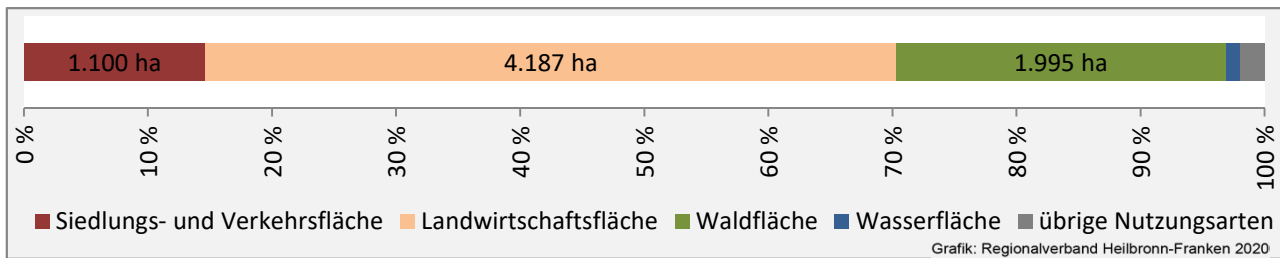 1.100 ha 4.187 ha 1.995 ha
0 % 10 % 20 % 30 % 40 % 50 % 60 % 70 % 80 % 90 % 100 %
Siedlungs- und Verkehrsfläche Landwirtschaftsfläche Waldfläche Wasserfläche übrige Nutzungsarten
Grafik: Regionalverband Heilbronn-Franken 2020